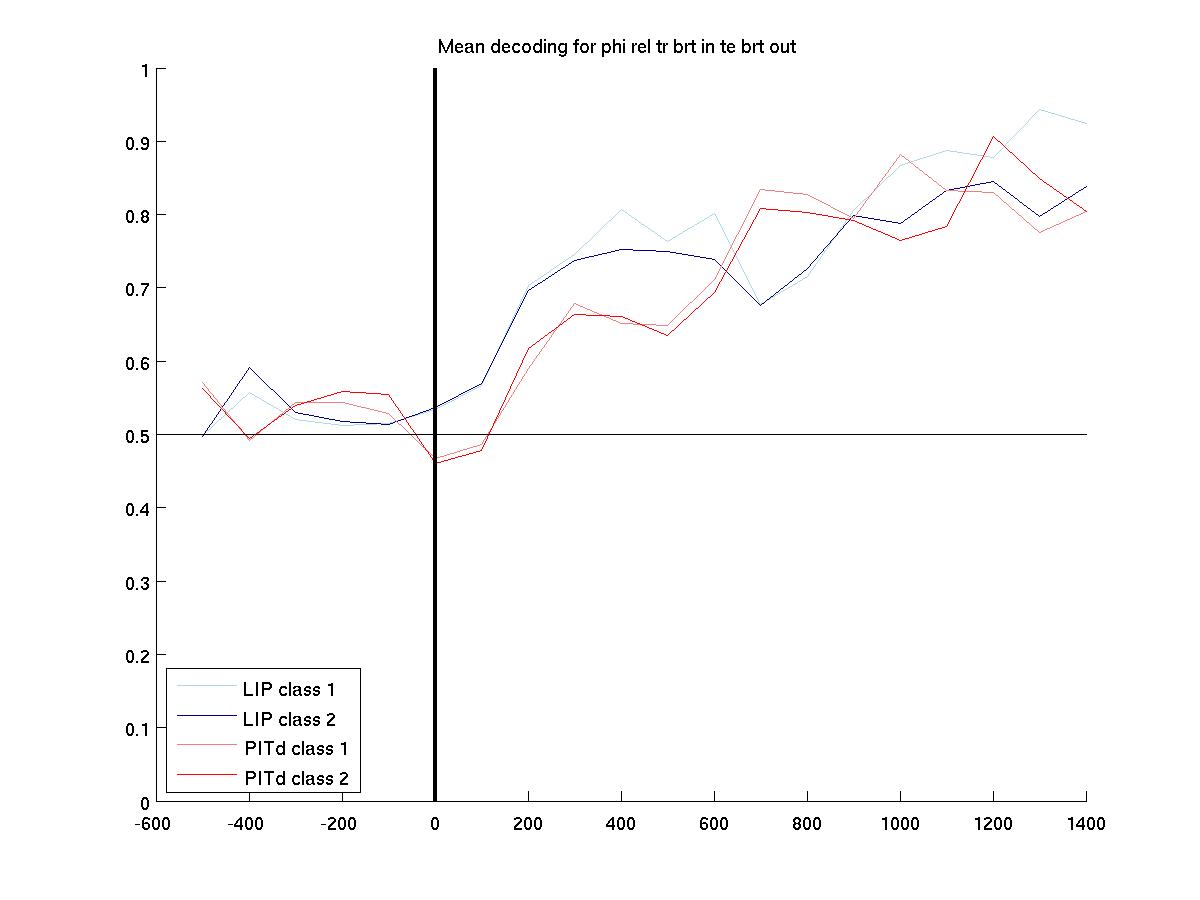 Mean decoding for phi rel tr brt in te brt out
1
0.9
0.8
0.7
0.6
0.5
0.4
0.3
0.2
0.1
0
LIP class 1
LIP class 2
PITd class 1
PITd class 2
-600 -400 -200 0 200 400 600 800 1000 1200 1400